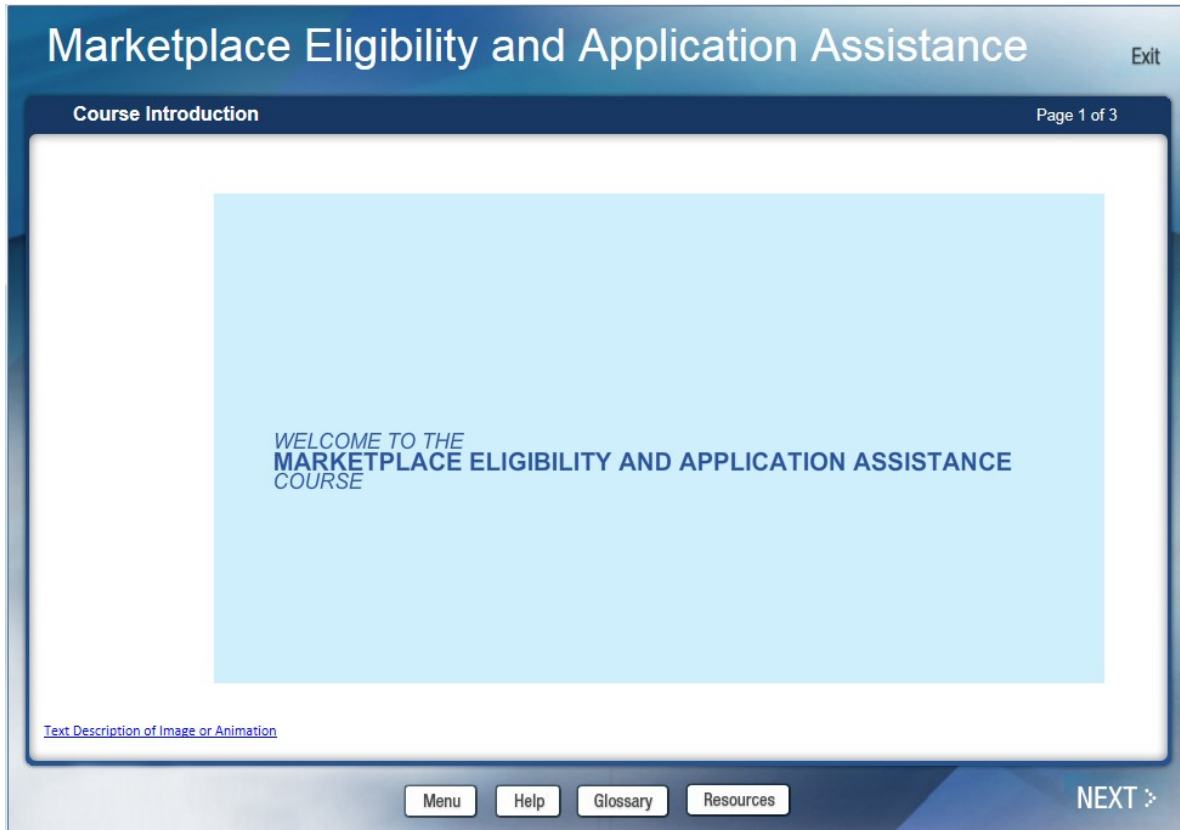 Marketplace Eligibility and Application Assistance
Exit
Course Introduction
Page 1 of 3
WELCOME TO THE
MARKETPLACE ELIGIBILITY AND APPLICATION ASSISTANCE
COURSE
Text Description of Image or Animation
Menu
Help
Glossary
Resources
NEXT >